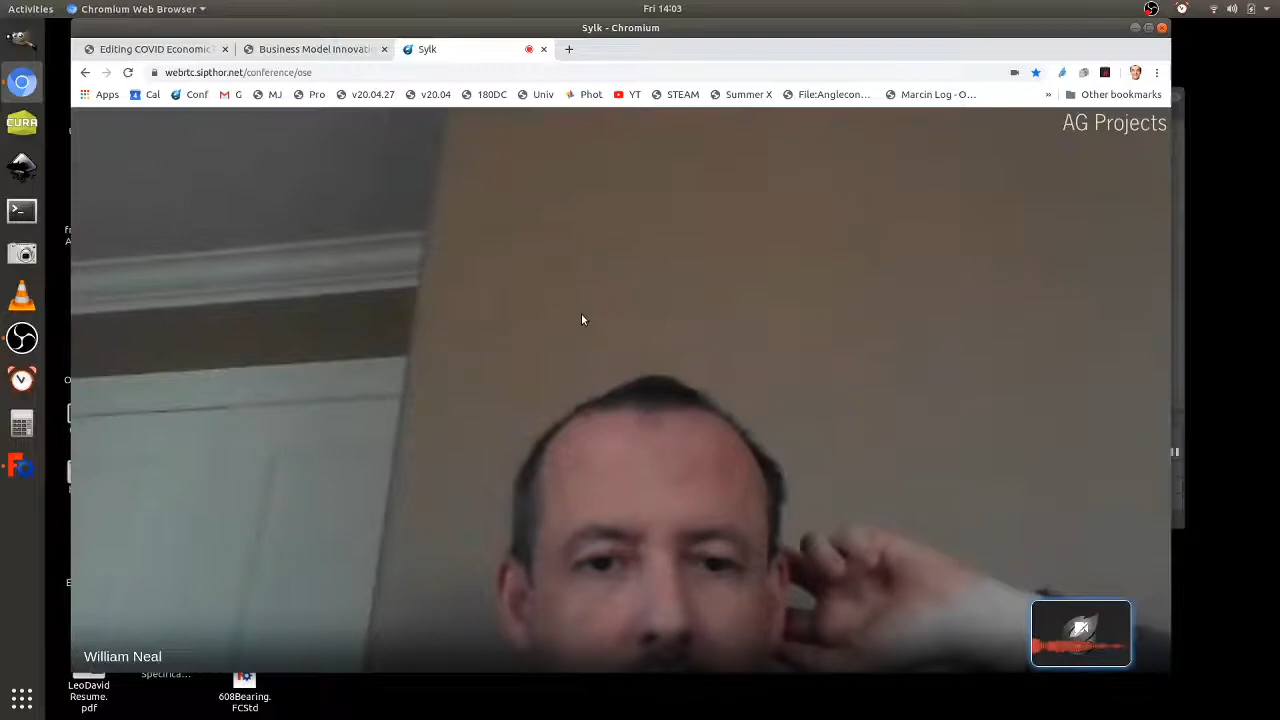 Activities
Chromium Web Browser
Fri 14:03
Sylk - Chromium
Editing COVID Economic
Business Model Innovati
Sylk
webrtc.sipthor.net/conference/ose
Apps
Cal
Conf
G
MJ
Pro
v20.04.27
v20.04
180DC
Univ
Phot
YT
STEAM
Summer X
File:Anglecon...
Marcin Log - O...
»
Other bookmarks
AG Projects
CURA
William Neal
LeoDavid
Resume.
pdf
Specifica...
608Bearing.
FCStd